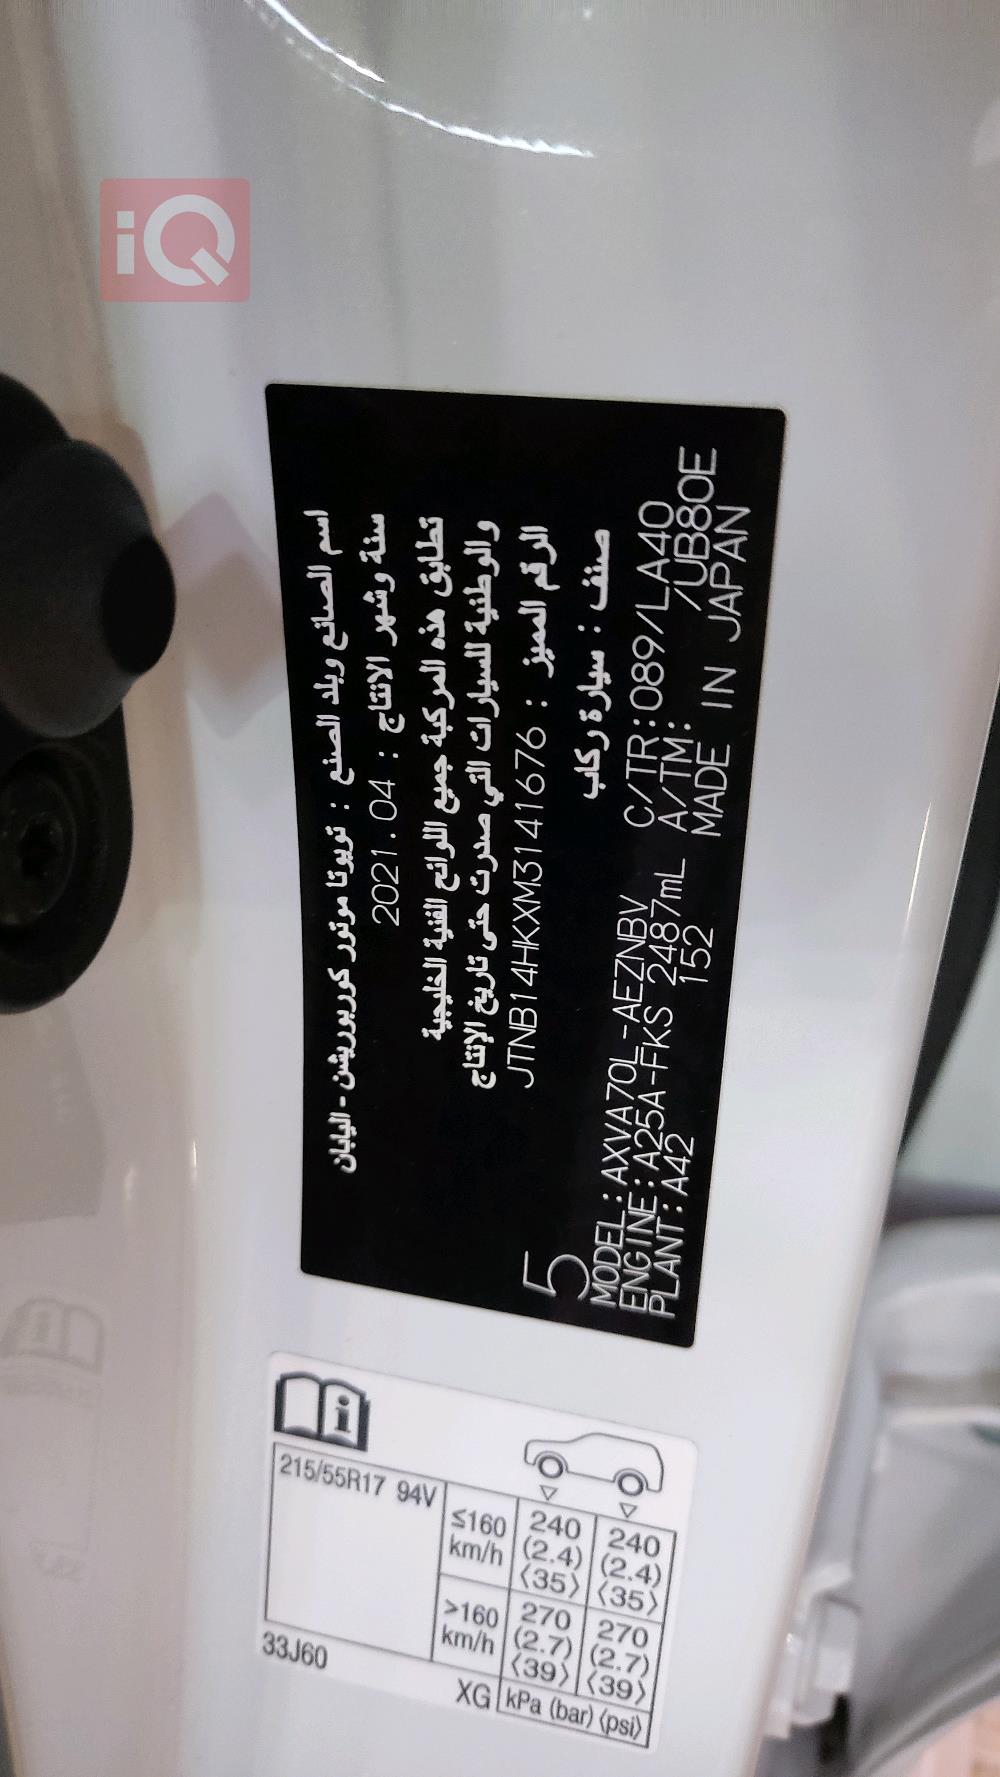 iQ
اسم الصانع وبلد الصنع : تويوتا موتور كوربوريشن - اليابان
سنة وشهر الانتاج : 2021.04
تطابق هذه المركبة جميع اللوائح الفنية الخليجية
والوطنية للسيارات التي صدرت حتى تاريخ الإنتاج
الرقم المميز : JTNB14HKXM3141676
صنف : سيارة ركاب
5
MODEL:AXVA70L-AEZNBV C/TR:089/LA40
ENGINE:A25A-FKS 2487mL A/TM: /UB80E
PLANT:A42 152 MADE IN JAPAN
215/55R17 94V
≤160 km/h 240 (2.4) ⟨35⟩ 240 (2.4) ⟨35⟩
>160 km/h 270 (2.7) ⟨39⟩ 270 (2.7) ⟨39⟩
33J60 XG kPa (bar) ⟨psi⟩